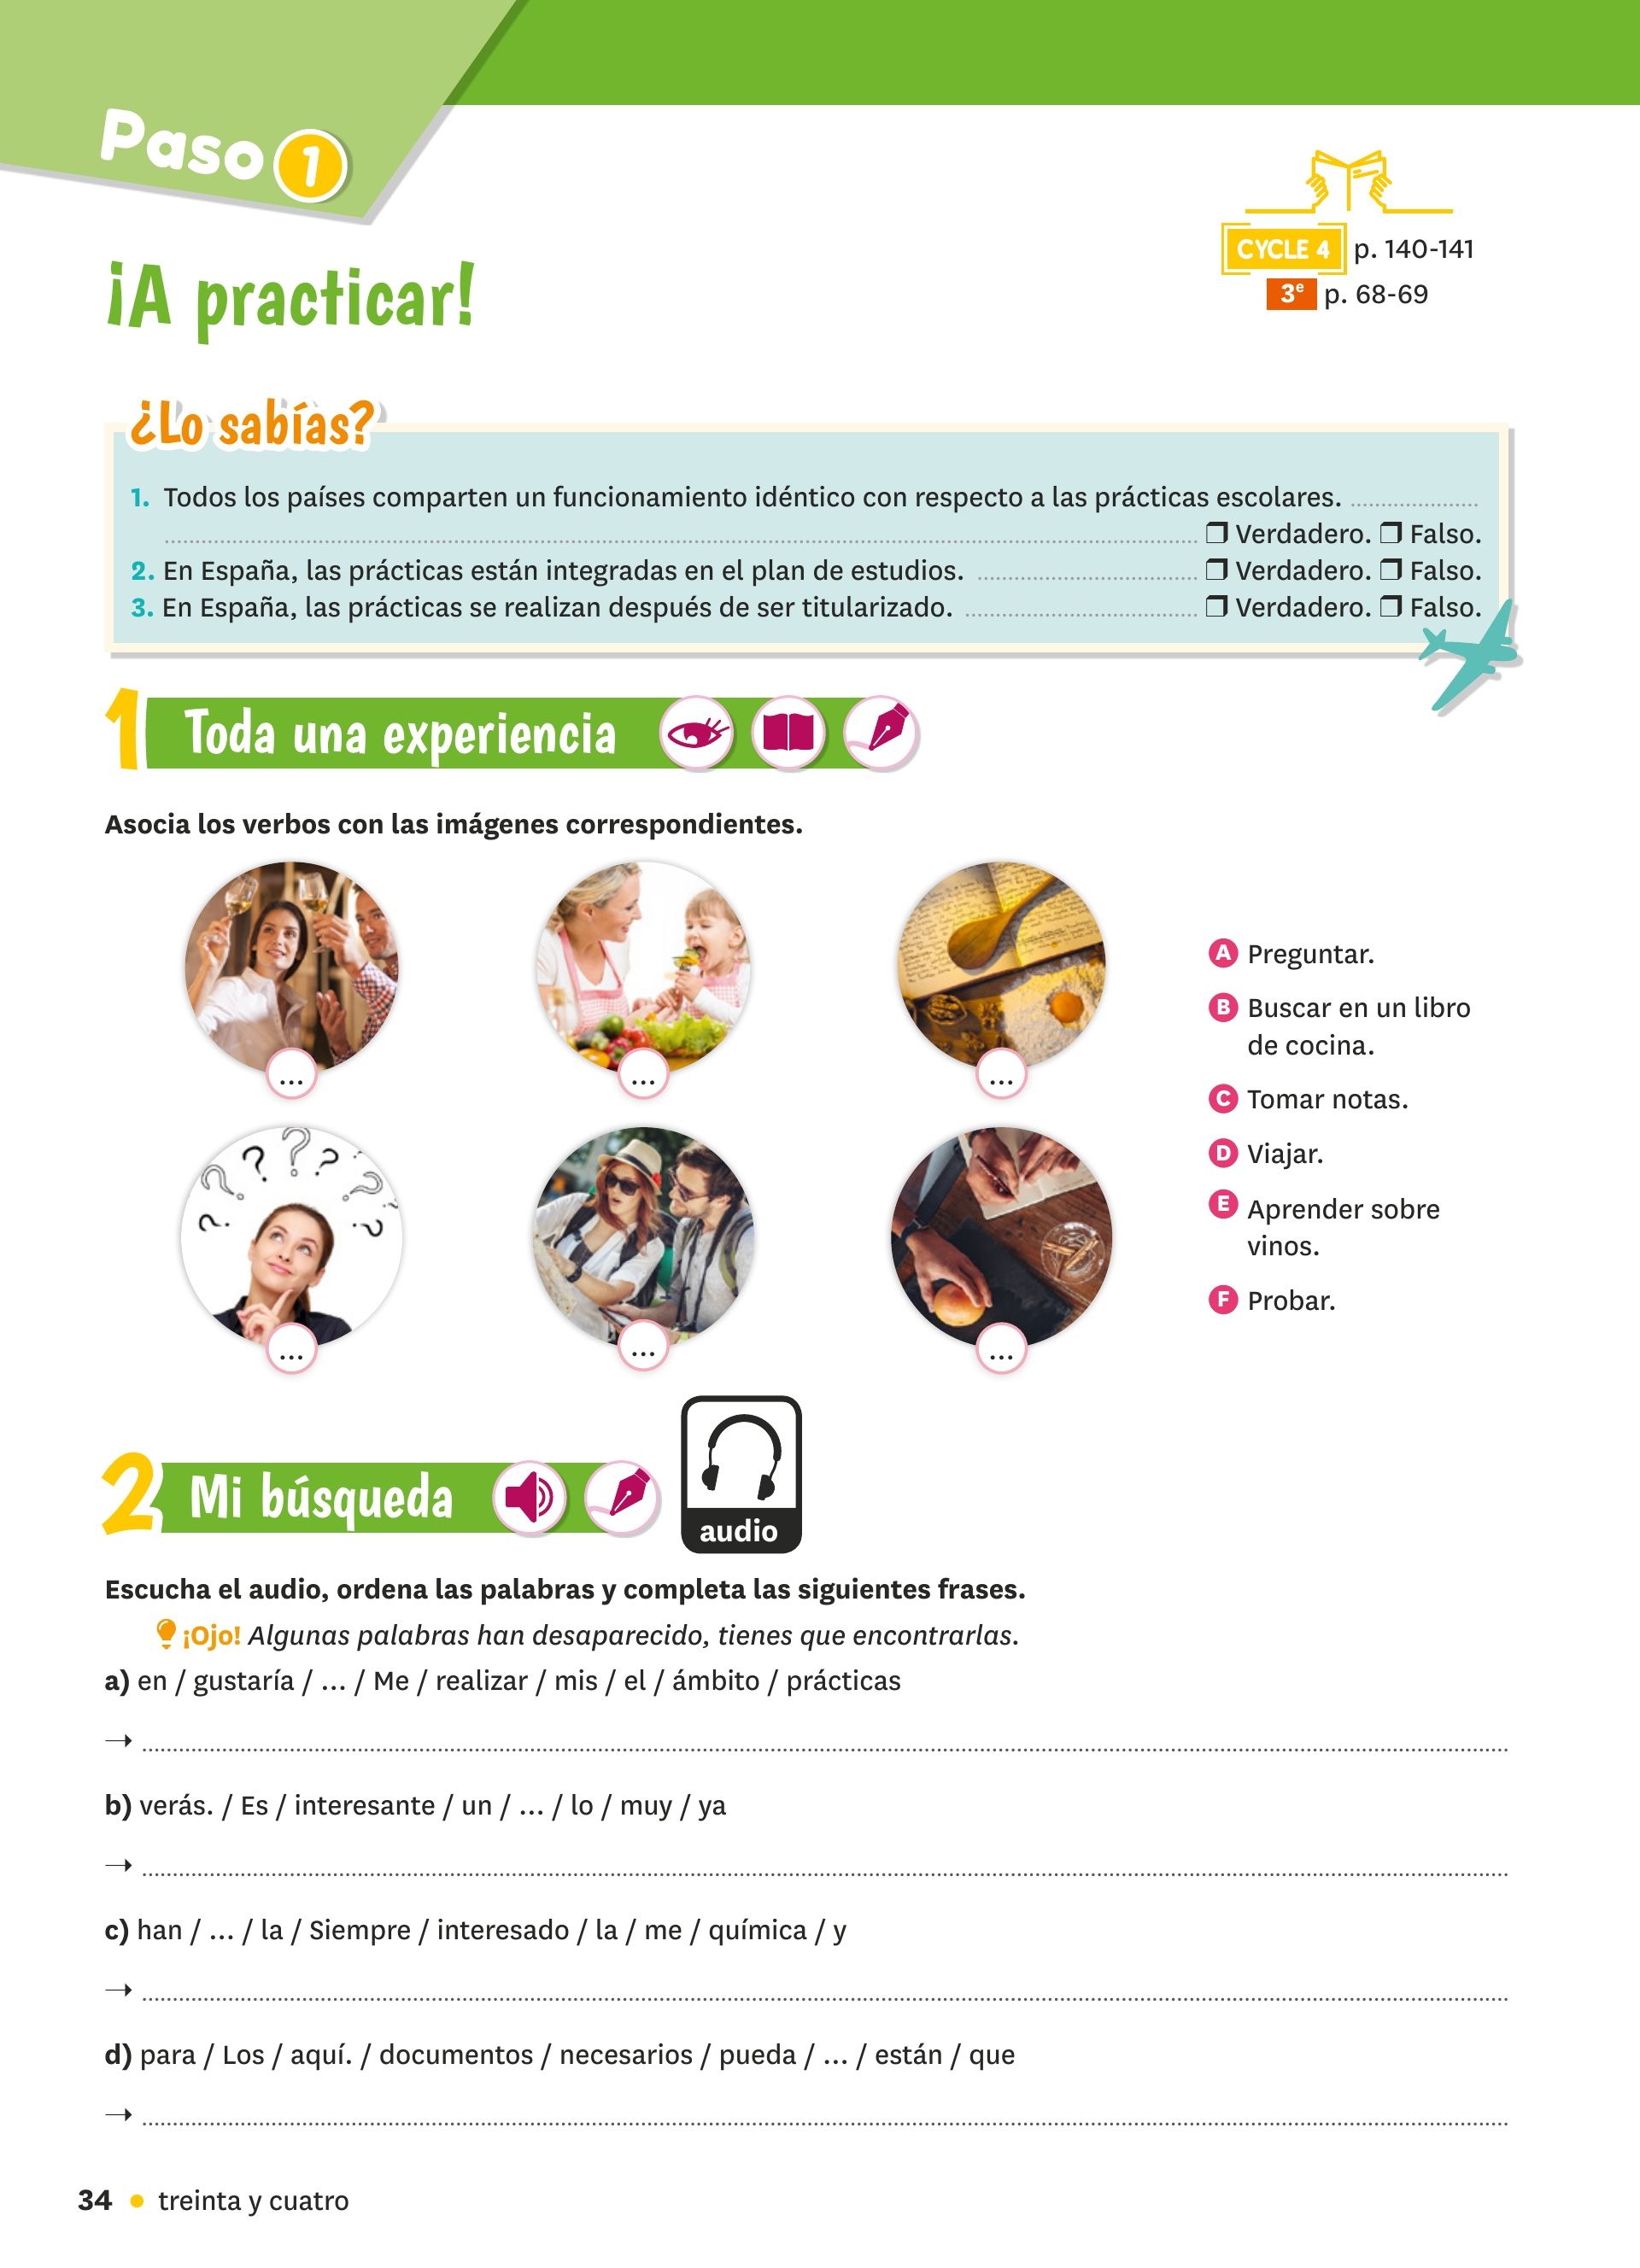 Paso 1
CYCLE 4 p. 140-141
3e p. 68-69
¡A practicar!
¿Lo sabías?
1. Todos los países comparten un funcionamiento idéntico con respecto a las prácticas escolares. ....................
.................... ❒ Verdadero. ❒ Falso.
2. En España, las prácticas están integradas en el plan de estudios. .................... ❒ Verdadero. ❒ Falso.
3. En España, las prácticas se realizan después de ser titularizado. .................... ❒ Verdadero. ❒ Falso.
1 Toda una experiencia
Asocia los verbos con las imágenes correspondientes.
... ... ...
... ... ...
A Preguntar.
B Buscar en un libro
de cocina.
C Tomar notas.
D Viajar.
E Aprender sobre
vinos.
F Probar.
2 Mi búsqueda
audio
Escucha el audio, ordena las palabras y completa las siguientes frases.
¡Ojo! Algunas palabras han desaparecido, tienes que encontrarlas.
a) en / gustaría / ... / Me / realizar / mis / el / ámbito / prácticas
→ ....................
b) verás. / Es / interesante / un / ... / lo / muy / ya
→ ....................
c) han / ... / la / Siempre / interesado / la / me / química / y
→ ....................
d) para / Los / aquí. / documentos / necesarios / pueda / ... / están / que
→ ....................
34 • treinta y cuatro